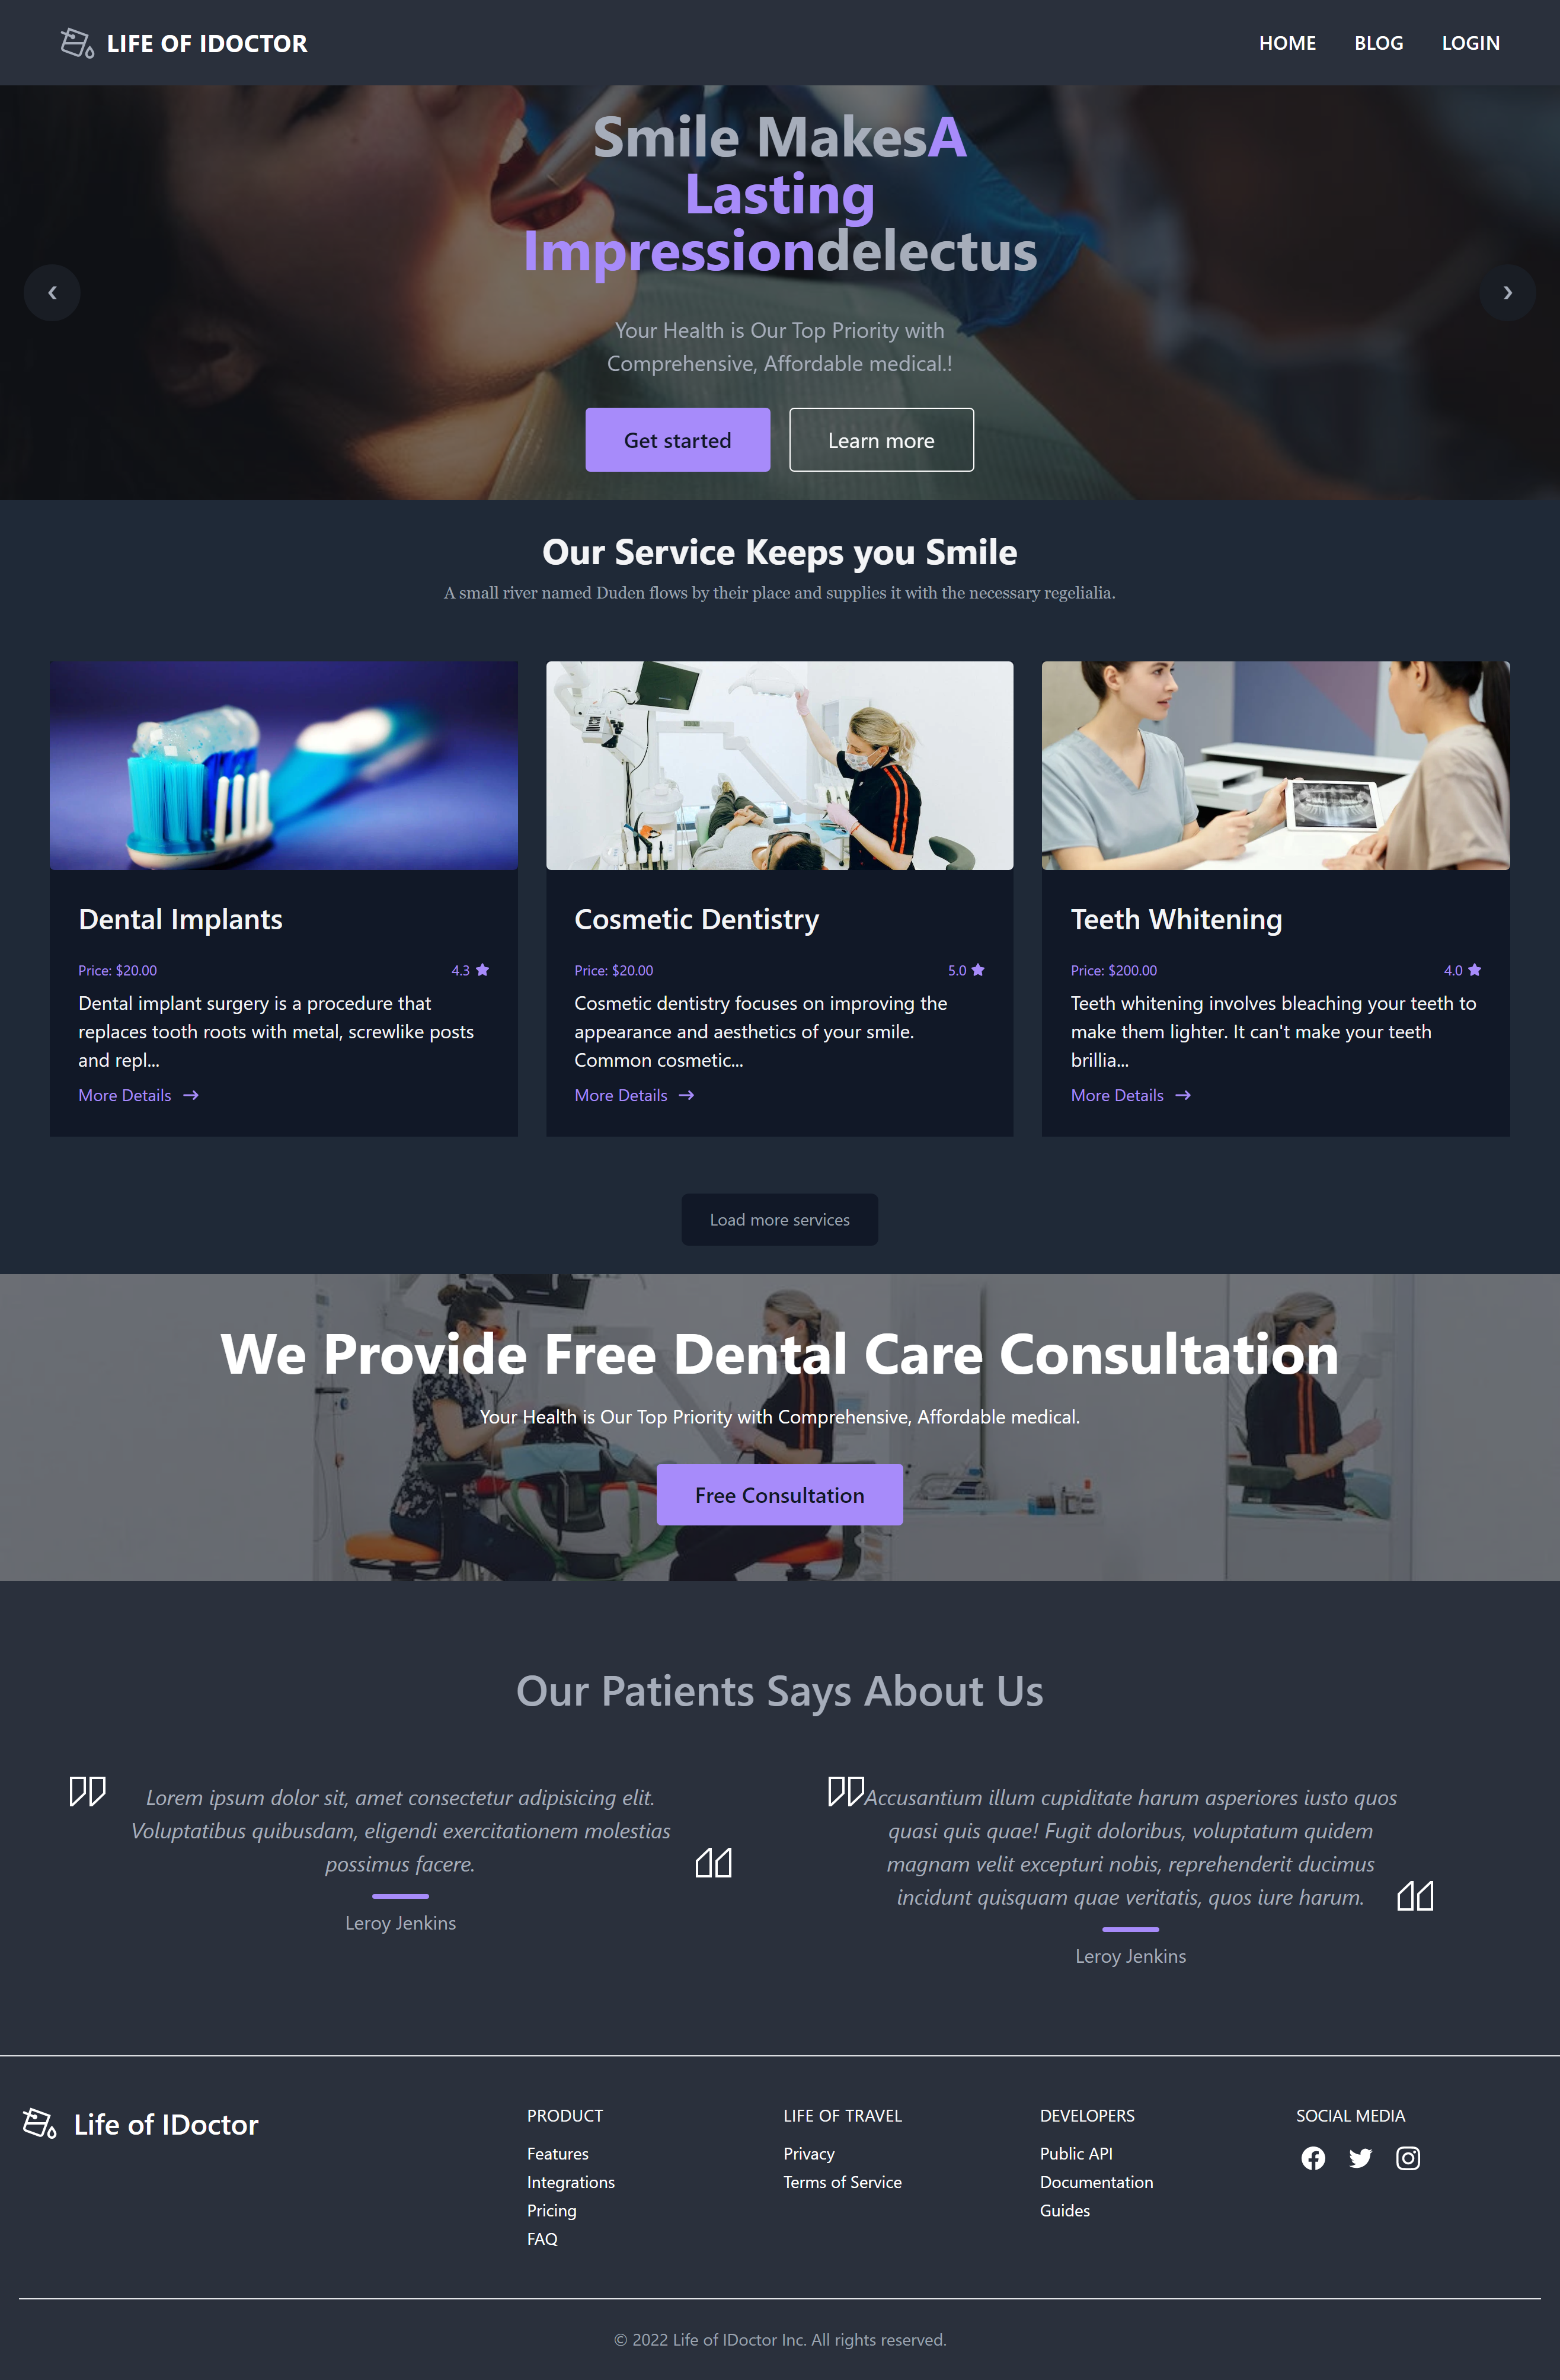 LIFE OF IDOCTOR
HOME BLOG LOGIN
Smile MakesA
Lasting
Impressiondelectus
❮
❯
Your Health is Our Top Priority with
Comprehensive, Affordable medical.!
Get started
Learn more
Our Service Keeps you Smile
A small river named Duden flows by their place and supplies it with the necessary regelialia.
Dental Implants
Price: $20.00 4.3 ★
Dental implant surgery is a procedure that
replaces tooth roots with metal, screwlike posts
and repl...
More Details →
Cosmetic Dentistry
Price: $20.00 5.0 ★
Cosmetic dentistry focuses on improving the
appearance and aesthetics of your smile.
Common cosmetic...
More Details →
Teeth Whitening
Price: $200.00 4.0 ★
Teeth whitening involves bleaching your teeth to
make them lighter. It can't make your teeth
brillia...
More Details →
Load more services
We Provide Free Dental Care Consultation
Your Health is Our Top Priority with Comprehensive, Affordable medical.
Free Consultation
Our Patients Says About Us
Lorem ipsum dolor sit, amet consectetur adipisicing elit.
Voluptatibus quibusdam, eligendi exercitationem molestias
possimus facere.
Leroy Jenkins
Accusantium illum cupiditate harum asperiores iusto quos
quasi quis quae! Fugit doloribus, voluptatum quidem
magnam velit excepturi nobis, reprehenderit ducimus
incidunt quisquam quae veritatis, quos iure harum.
Leroy Jenkins
Life of IDoctor
PRODUCT
Features
Integrations
Pricing
FAQ
LIFE OF TRAVEL
Privacy
Terms of Service
DEVELOPERS
Public API
Documentation
Guides
SOCIAL MEDIA
© 2022 Life of IDoctor Inc. All rights reserved.